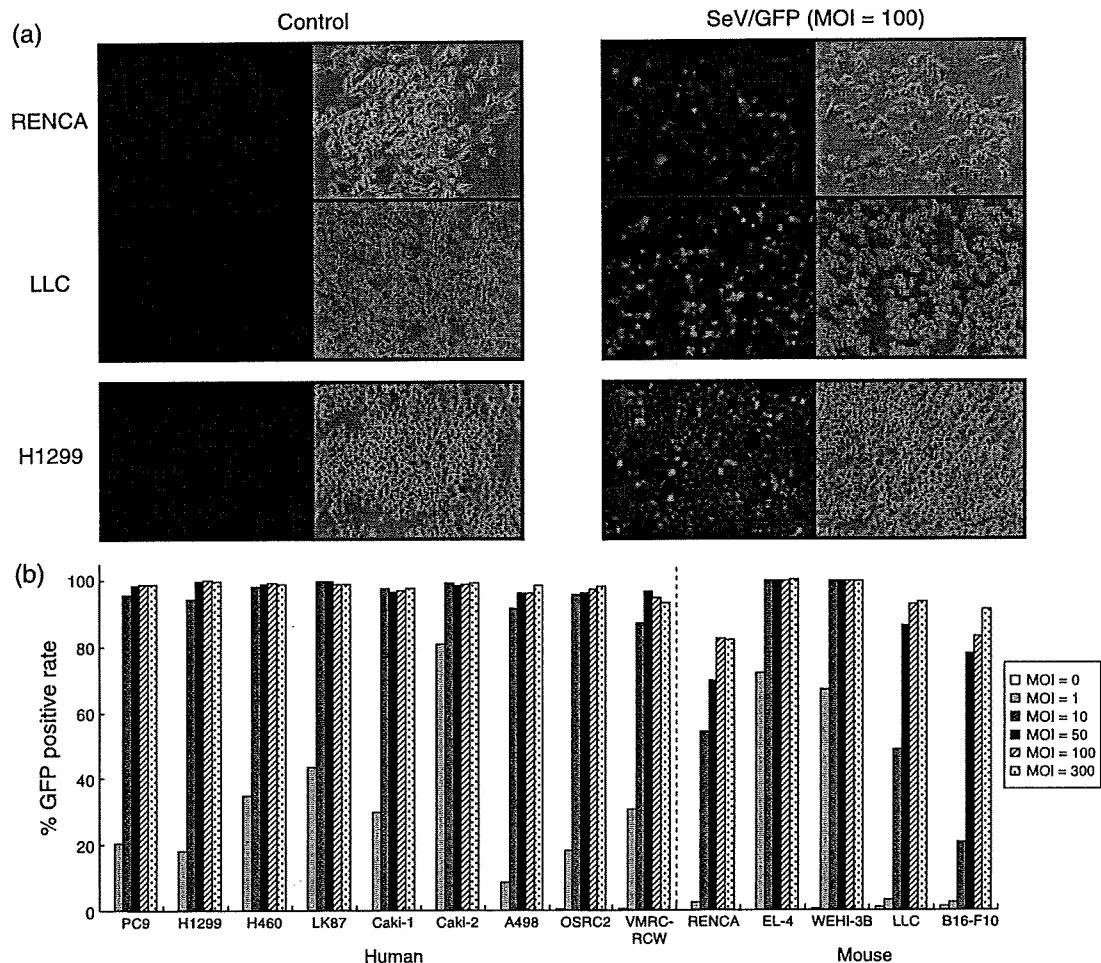 (a)
Control
SeV/GFP (MOI = 100)
RENCA
LLC
H1299
(b)
% GFP positive rate
100
80
60
40
20
0
PC9
H1299
H460
LK87
Caki-1
Caki-2
A498
OSRC2
VMRC-
RCW
RENCA
EL-4
WEHI-3B
LLC
B16-F10
Human
Mouse
MOI = 0
MOI = 1
MOI = 10
MOI = 50
MOI = 100
MOI = 300